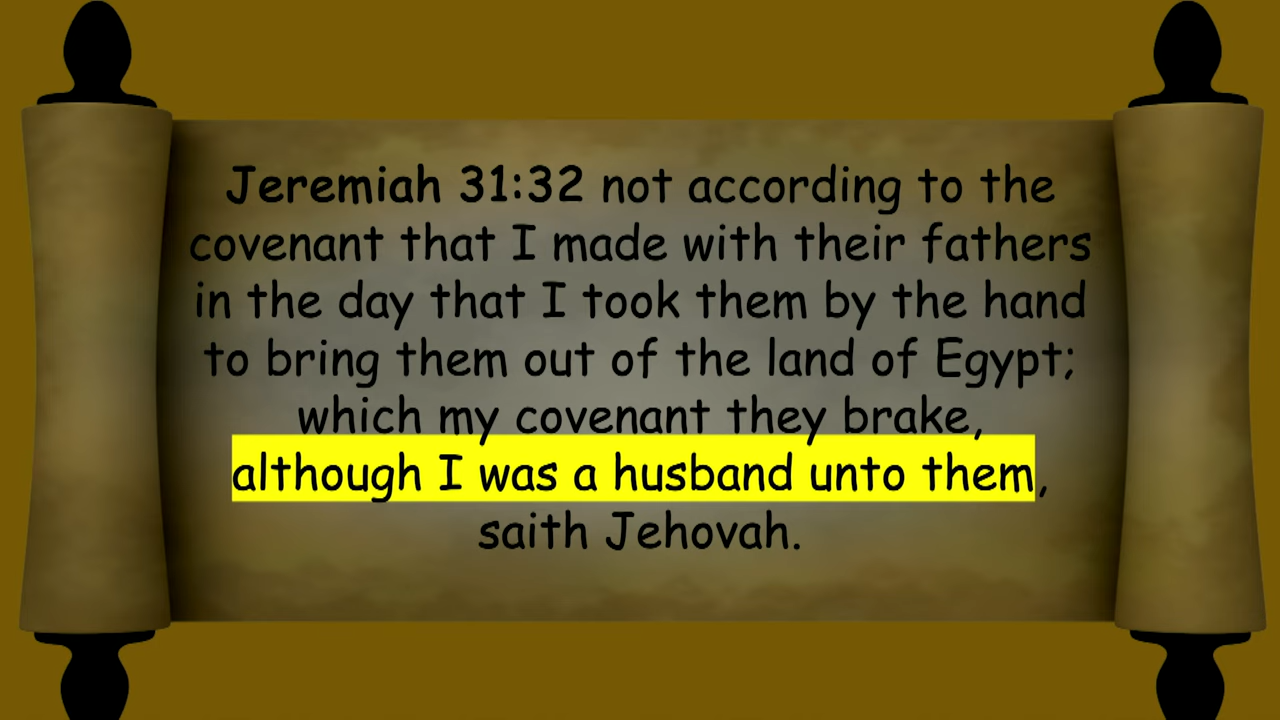 Jeremiah 31:32 not according to the
covenant that I made with their fathers
in the day that I took them by the hand
to bring them out of the land of Egypt;
which my covenant they brake,
although I was a husband unto them,
saith Jehovah.